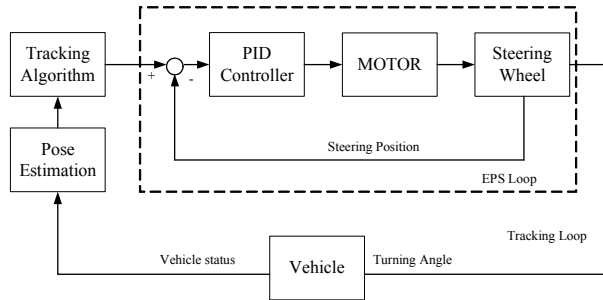 Tracking
Algorithm
+
-
PID
Controller
MOTOR
Steering
Wheel
Steering Position
EPS Loop
Pose
Estimation
Tracking Loop
Vehicle status
Vehicle
Turning Angle